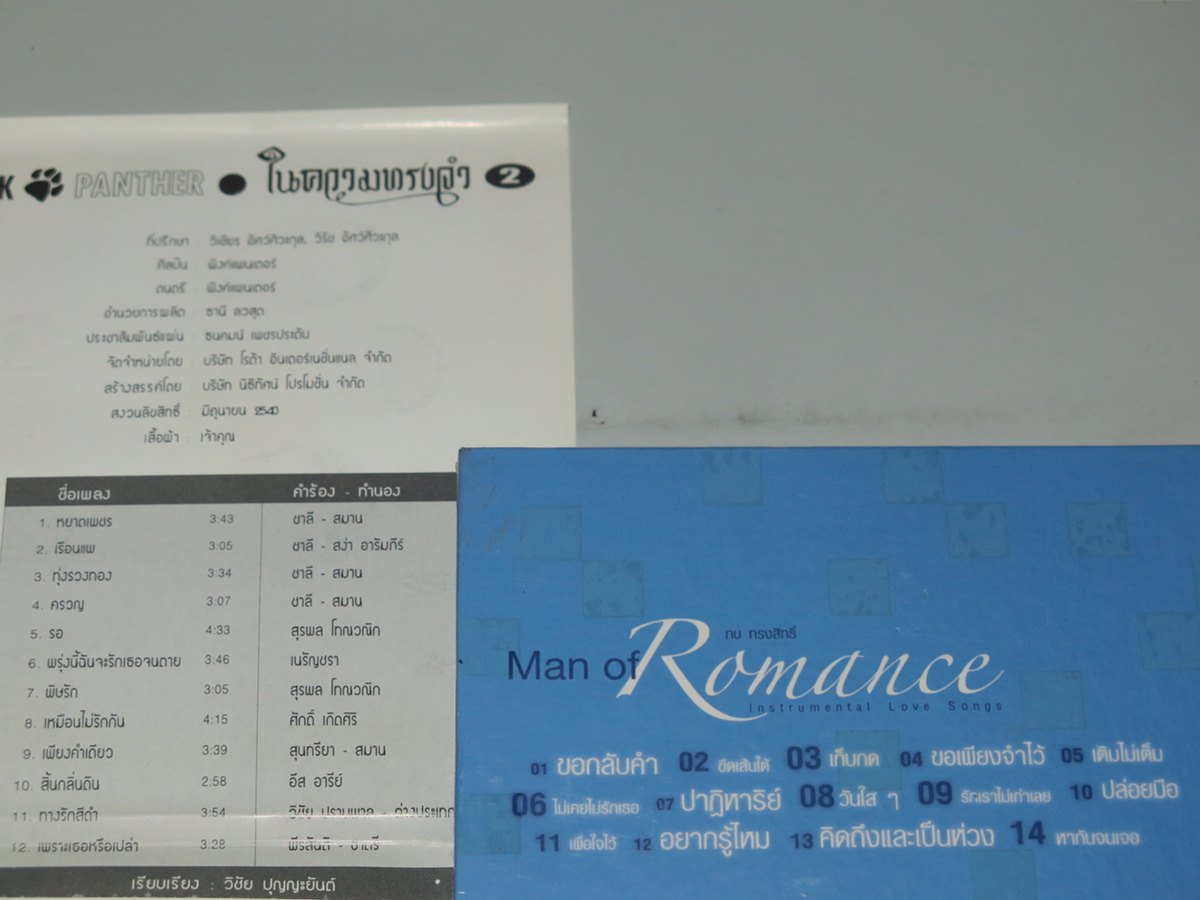 K PANTHER ● ในความทรงจำ 2
ที่ปรึกษา : วิเชียร อัศว์ศิวะกุล, วิรัช อัศว์ศิวะกุล
ศิลปิน : พิงค์แพนเตอร์
ดนตรี : พิงค์แพนเตอร์
อำนวยการผลิต : ธานี ลวสุต
ประชาสัมพันธ์แผ่น : ธนคมน์ เพชรประดับ
จัดจำหน่ายโดย : บริษัท โรต้า อินเตอร์เนชั่นแนล จำกัด
สร้างสรรค์โดย : บริษัท นิธิทัศน์ โปรโมชั่น จำกัด
สงวนลิขสิทธิ์ : มิถุนายน 2540
เสื้อผ้า : เจ้าคุณ
ชื่อเพลง คำร้อง - ทำนอง
1. หยาดเพชร 3:43 ชาลี - สมาน
2. เรือนแพ 3:05 ชาลี - สง่า อารัมภีร์
3. ทุ่งรวงทอง 3:34 ชาลี - สมาน
4. ครวญ 3:07 ชาลี - สมาน
5. รอ 4:33 สุรพล โทณวณิก
6. พรุ่งนี้ฉันจะรักเธอจนตาย 3:46 เนรัญชรา
7. พิษรัก 3:05 สุรพล โทณวณิก
8. เหมือนไม่รักกัน 4:15 ศักดิ์ เกิดศิริ
9. เพียงคำเดียว 3:39 สุนทรียา - สมาน
10. สิ้นกลิ่นดิน 2:58 อีส อารีย์
11. ทางรักสีดำ 3:54 วิชัย
12. เพราะเธอหรือเปล่า 3:28 พีรสันติ - ชาตรี
เรียบเรียง : วิชัย ปุญญะยันต์
กบ ทรงสิทธิ์
Man of Romance
Instrumental Love Songs
01 ขอกลับคำ 02 ขีดเส้นใต้ 03 เก็บกด 04 ขอเพียงจำไว้ 05 เติมไม่เต็ม
06 ไม่เคยไม่รักเธอ 07 ปาฏิหาริย์ 08 วันใส ๆ 09 รักเราไม่เก่าเลย 10 ปล่อยมือ
11 เผื่อใจไว้ 12 อยากรู้ไหม 13 คิดถึงและเป็นห่วง 14 หากันจนเจอ